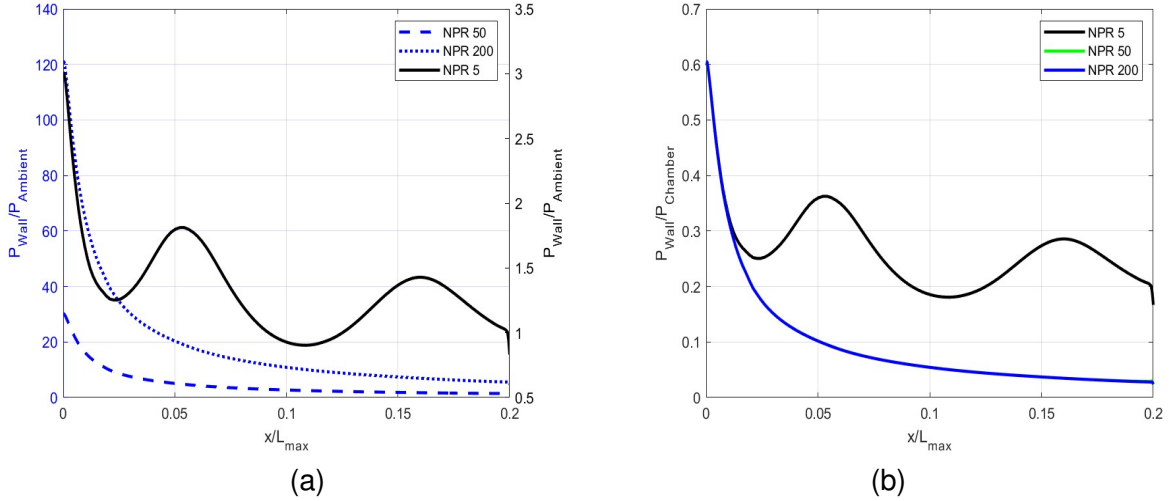 140
120
100
80
60
40
20
0
P_Wall/P_Ambient
3.5
3
2.5
2
1.5
1
0.5
P_Wall/P_Ambient
NPR 50
NPR 200
NPR 5
0 0.05 0.1 0.15 0.2
x/L_max
(a)
0.7
0.6
0.5
0.4
0.3
0.2
0.1
0
P_Wall/P_Chamber
NPR 5
NPR 50
NPR 200
0 0.05 0.1 0.15 0.2
x/L_max
(b)